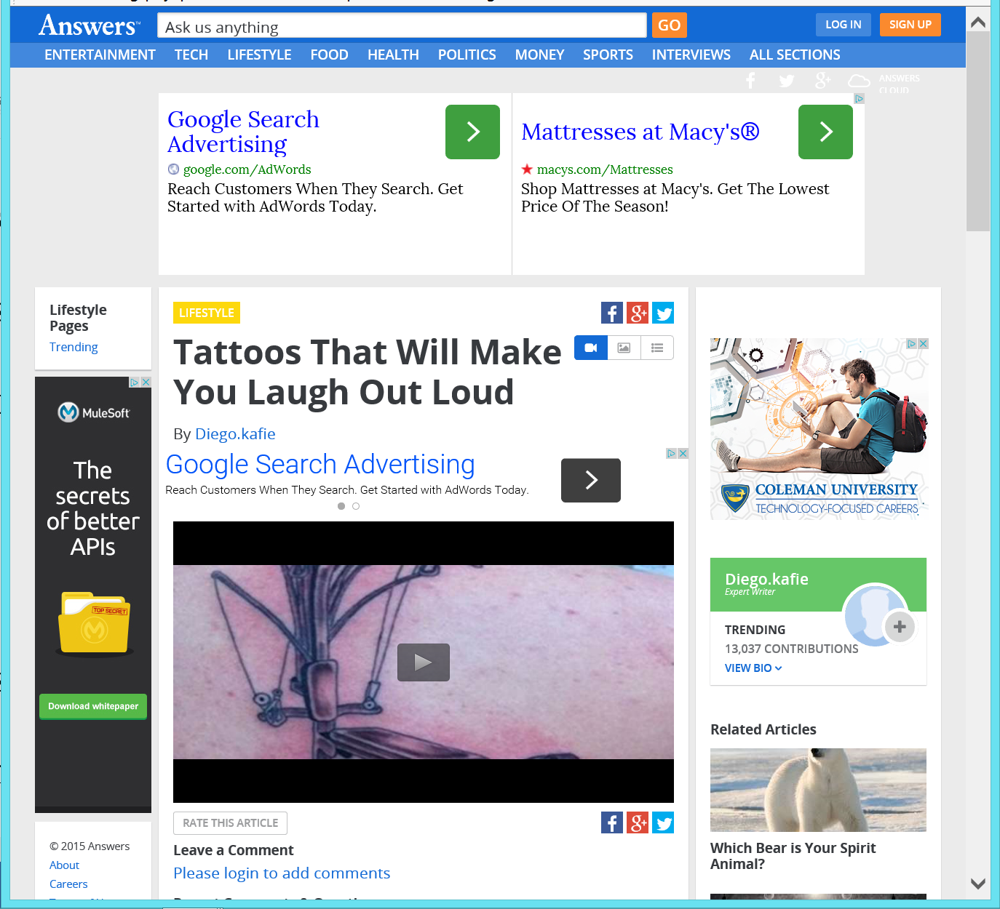 Answers™
Ask us anything
GO
LOG IN
SIGN UP
ENTERTAINMENT TECH LIFESTYLE FOOD HEALTH POLITICS MONEY SPORTS INTERVIEWS ALL SECTIONS
ANSWERS
CLOUD
Google Search
Advertising
google.com/AdWords
Reach Customers When They Search. Get
Started with AdWords Today.
Mattresses at Macy's®
macys.com/Mattresses
Shop Mattresses at Macy's. Get The Lowest
Price Of The Season!
Lifestyle
Pages
Trending
MuleSoft
The
secrets
of better
APIs
TOP SECRET
Download whitepaper
© 2015 Answers
About
Careers
LIFESTYLE
Tattoos That Will Make
You Laugh Out Loud
By Diego.kafie
Google Search Advertising
Reach Customers When They Search. Get Started with AdWords Today.
RATE THIS ARTICLE
Leave a Comment
Please login to add comments
COLEMAN UNIVERSITY
TECHNOLOGY-FOCUSED CAREERS
Diego.kafie
Expert Writer
TRENDING
13,037 CONTRIBUTIONS
VIEW BIO
Related Articles
Which Bear is Your Spirit
Animal?